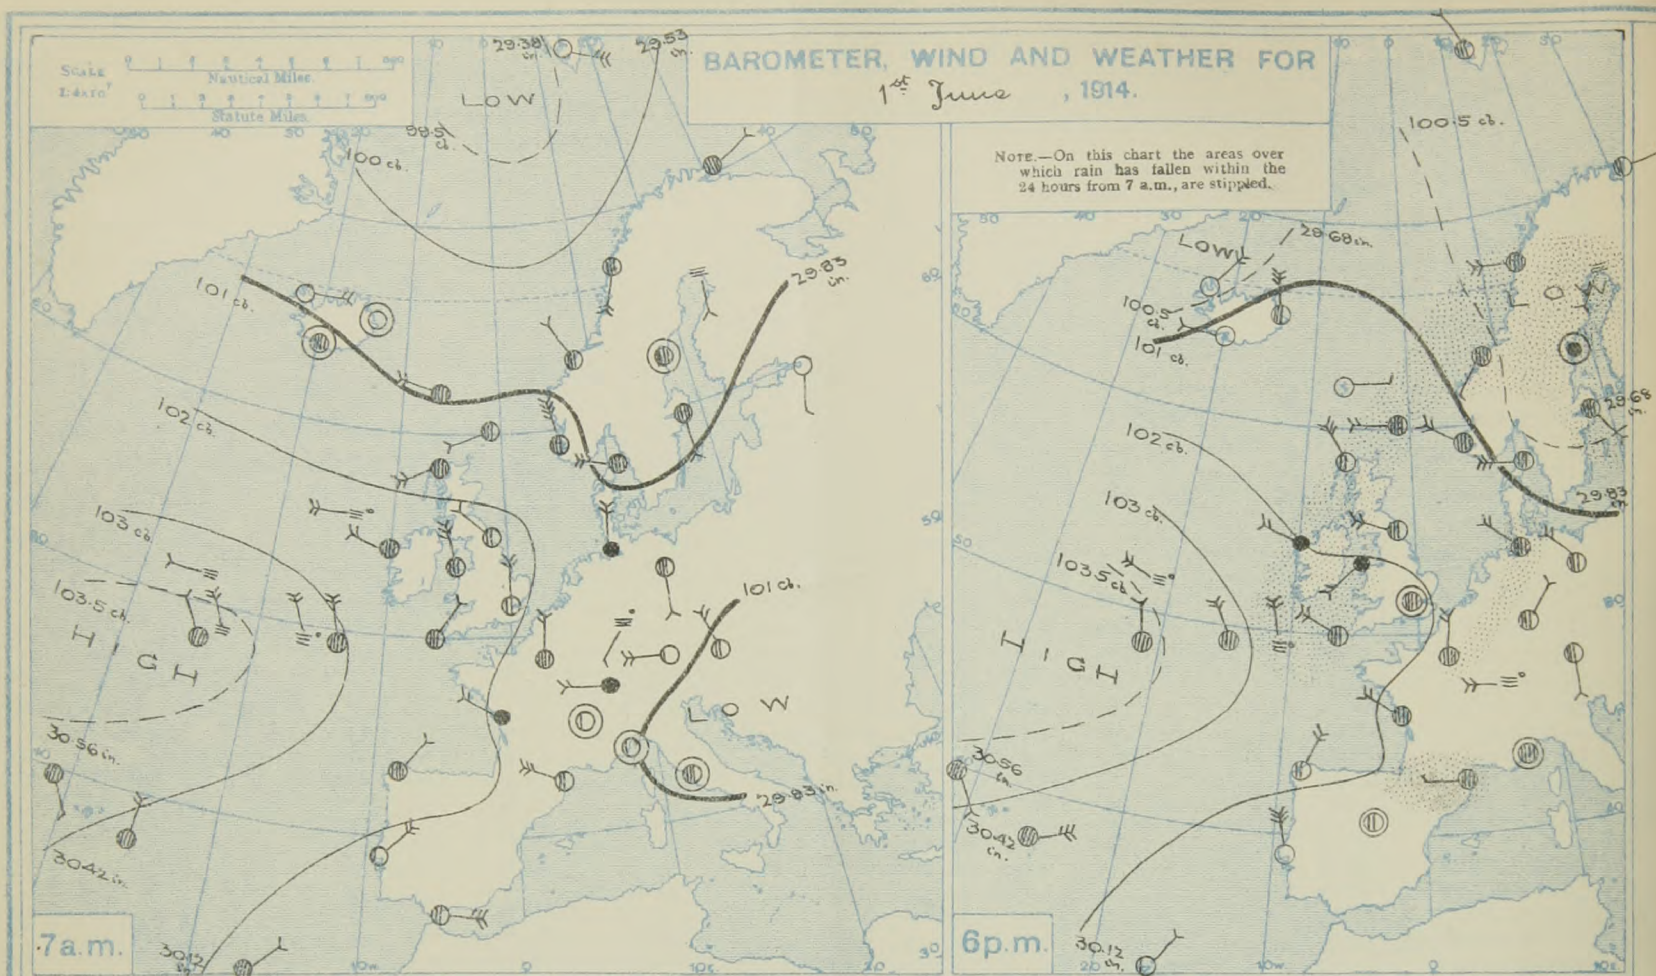 BAROMETER, WIND AND WEATHER FOR
1st June, 1914.
SCALE
Nautical Miles.
Statute Miles.
29.38 in.
29.53 in.
LOW
99.5 cb.
100 cb.
101 cb.
29.83 in.
102 cb.
103 cb.
103.5 cb.
HIGH
101 cb.
LOW
30.56 in.
29.83 in.
30.42 in.
30.12 in.
7a.m.
NOTE.—On this chart the areas over
which rain has fallen within the
24 hours from 7 a.m., are stippled.
100.5 cb.
LOW
29.68 in.
100.5 cb.
101 cb.
29.68 in.
102 cb.
103 cb.
29.83 in.
103.5 cb.
HIGH
30.56 in.
30.42 in.
30.12 in.
6p.m.